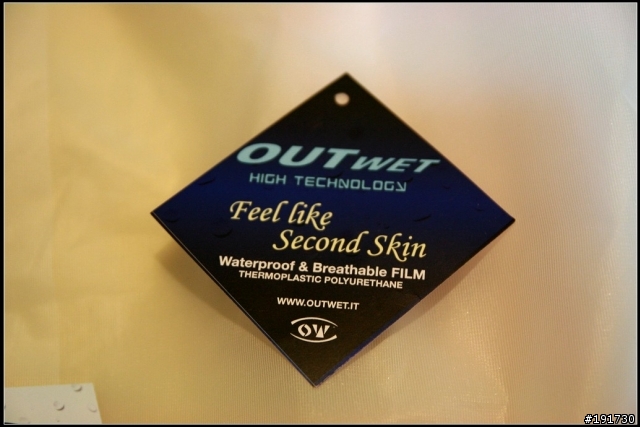 OUTWET
HIGH TECHNOLOGY
Feel like
Second Skin
Waterproof & Breathable FILM
THERMOPLASTIC POLYURETHANE
WWW.OUTWET.IT
OW
#191730